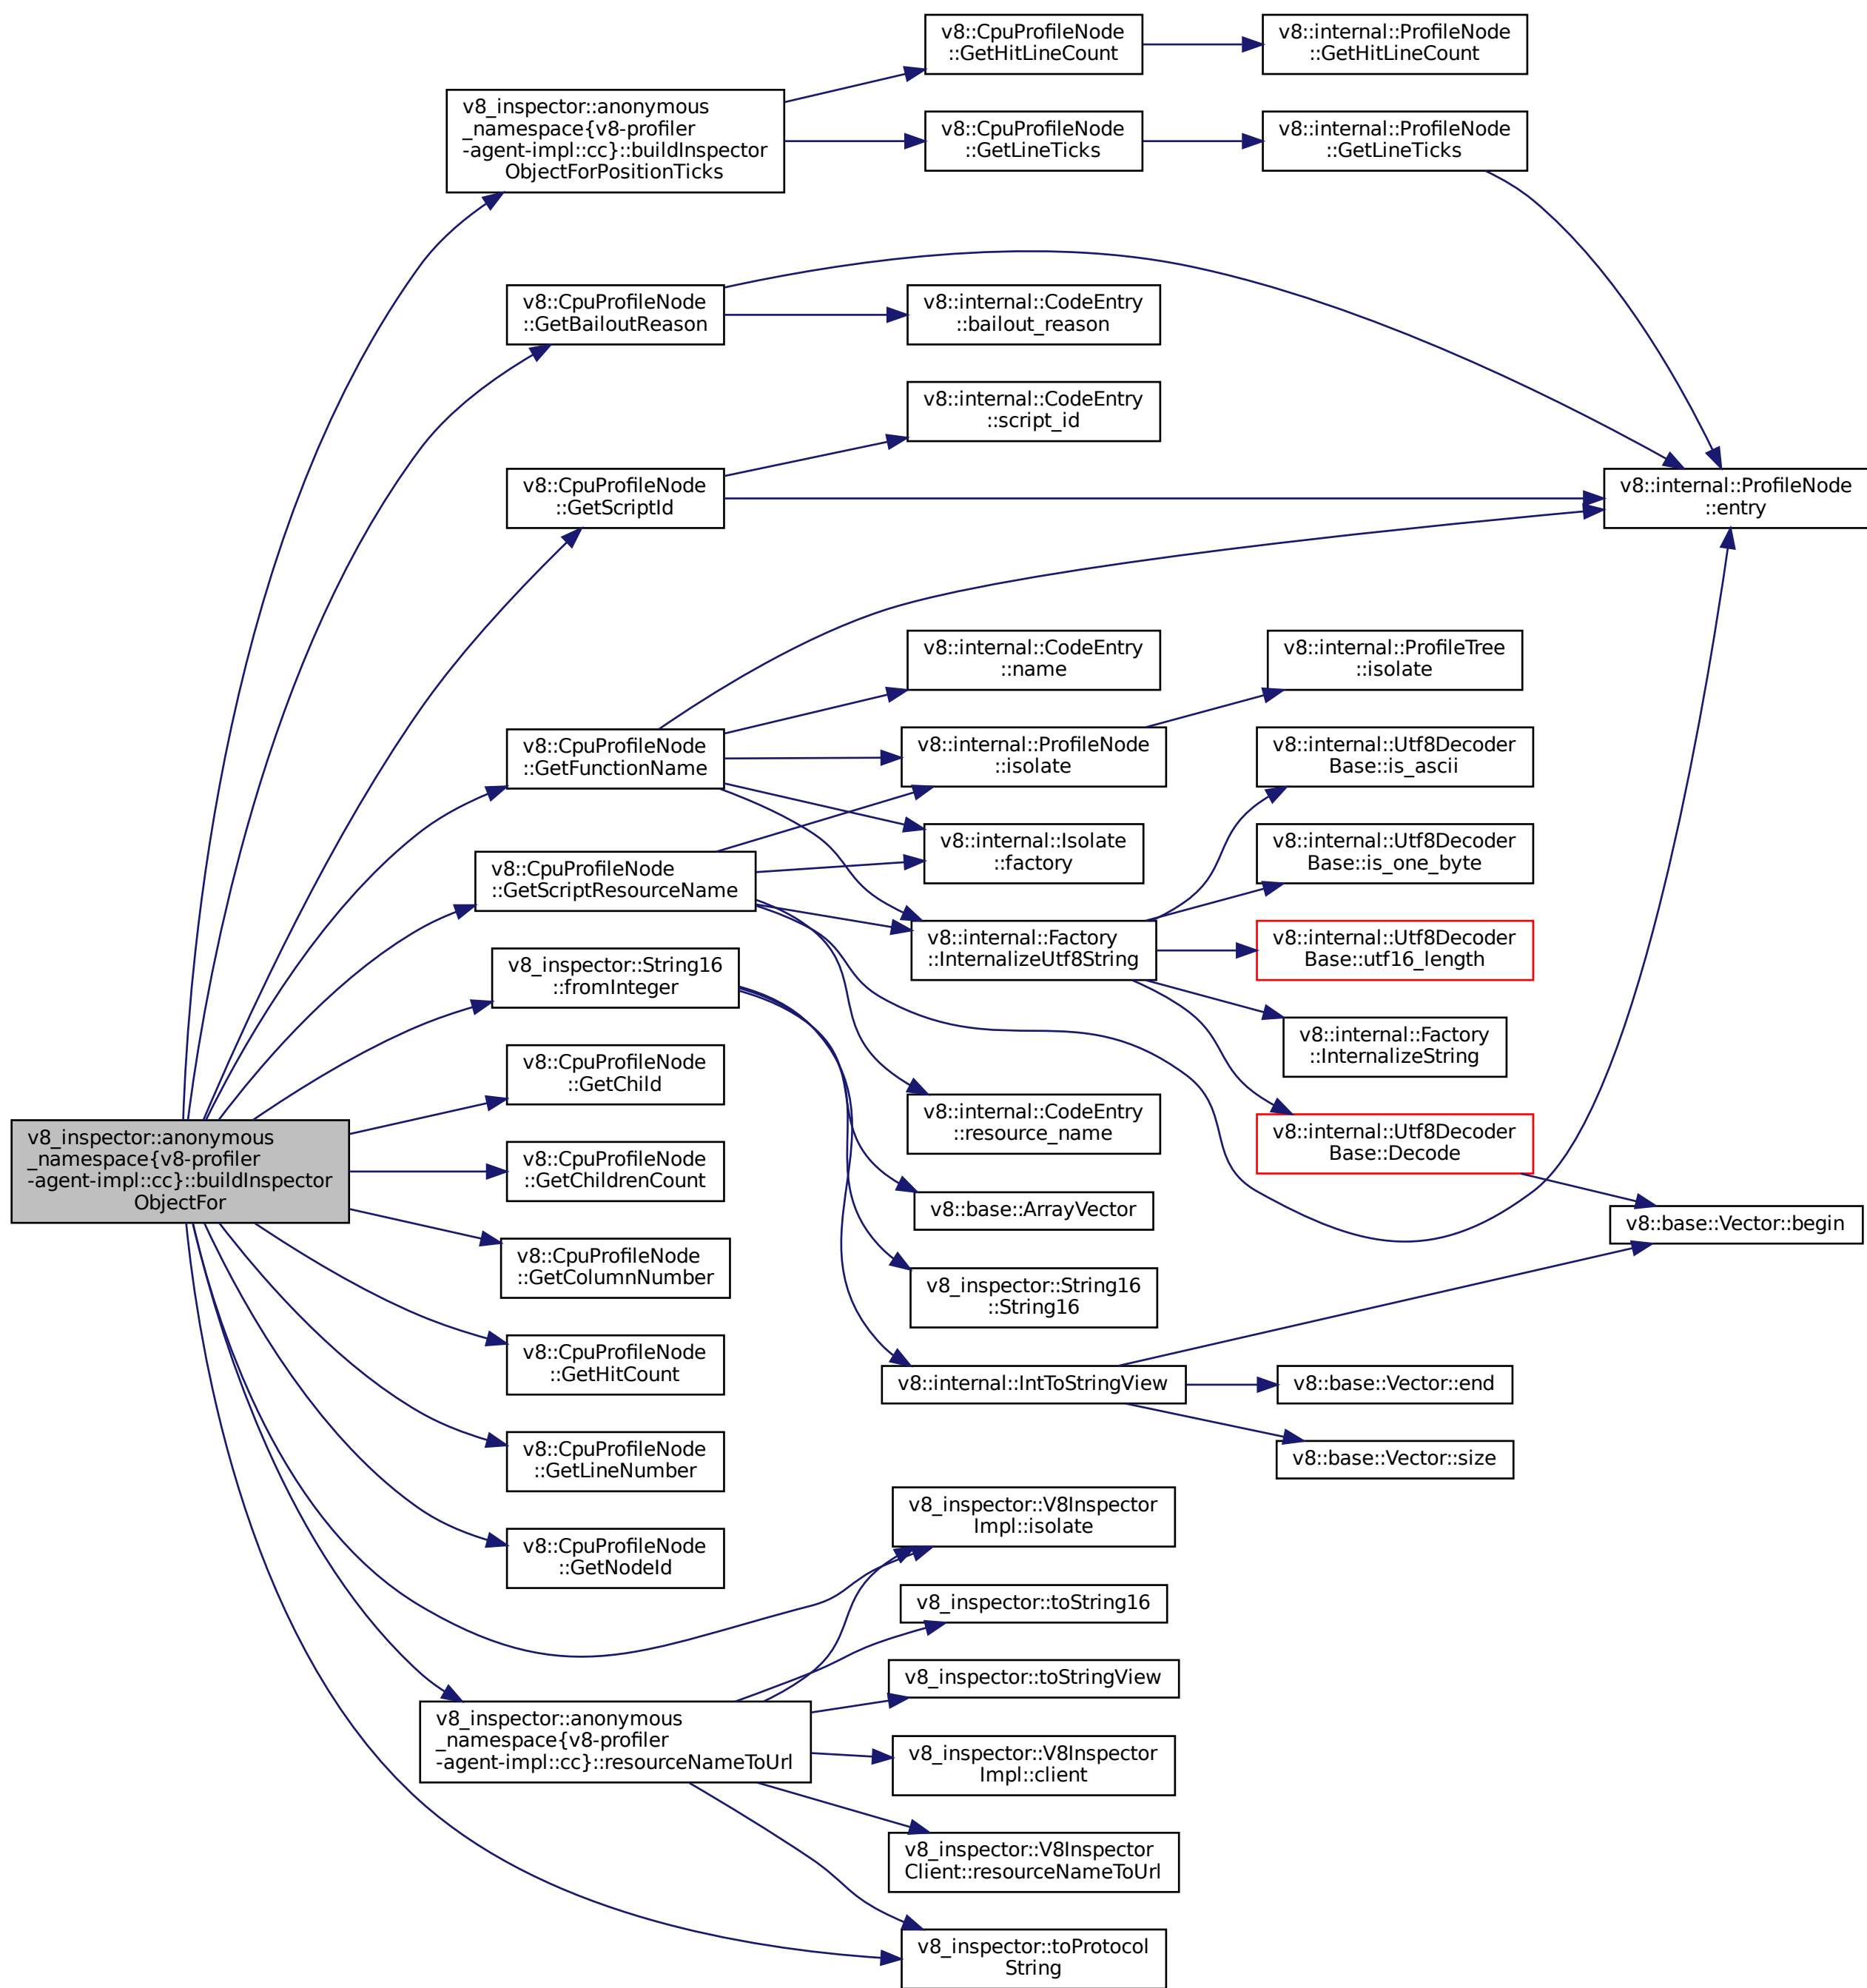 v8::CpuProfileNode
::GetHitLineCount
v8::internal::ProfileNode
::GetHitLineCount
v8_inspector::anonymous
_namespace{v8-profiler
-agent-impl::cc}::buildInspector
ObjectForPositionTicks
v8::CpuProfileNode
::GetLineTicks
v8::internal::ProfileNode
::GetLineTicks
v8::CpuProfileNode
::GetBailoutReason
v8::internal::CodeEntry
::bailout_reason
v8::internal::CodeEntry
::script_id
v8::CpuProfileNode
::GetScriptId
v8::internal::ProfileNode
::entry
v8::internal::CodeEntry
::name
v8::internal::ProfileTree
::isolate
v8::CpuProfileNode
::GetFunctionName
v8::internal::ProfileNode
::isolate
v8::internal::Utf8Decoder
Base::is_ascii
v8::CpuProfileNode
::GetScriptResourceName
v8::internal::Isolate
::factory
v8::internal::Utf8Decoder
Base::is_one_byte
v8_inspector::String16
::fromInteger
v8::internal::Factory
::InternalizeUtf8String
v8::internal::Utf8Decoder
Base::utf16_length
v8::CpuProfileNode
::GetChild
v8::internal::Factory
::InternalizeString
v8::internal::CodeEntry
::resource_name
v8::internal::Utf8Decoder
Base::Decode
v8_inspector::anonymous
_namespace{v8-profiler
-agent-impl::cc}::buildInspector
ObjectFor
v8::CpuProfileNode
::GetChildrenCount
v8::base::ArrayVector
v8::base::Vector::begin
v8::CpuProfileNode
::GetColumnNumber
v8_inspector::String16
::String16
v8::CpuProfileNode
::GetHitCount
v8::internal::IntToStringView
v8::base::Vector::end
v8::CpuProfileNode
::GetLineNumber
v8::base::Vector::size
v8::CpuProfileNode
::GetNodeId
v8_inspector::V8Inspector
Impl::isolate
v8_inspector::toString16
v8_inspector::toStringView
v8_inspector::anonymous
_namespace{v8-profiler
-agent-impl::cc}::resourceNameToUrl
v8_inspector::V8Inspector
Impl::client
v8_inspector::V8Inspector
Client::resourceNameToUrl
v8_inspector::toProtocol
String